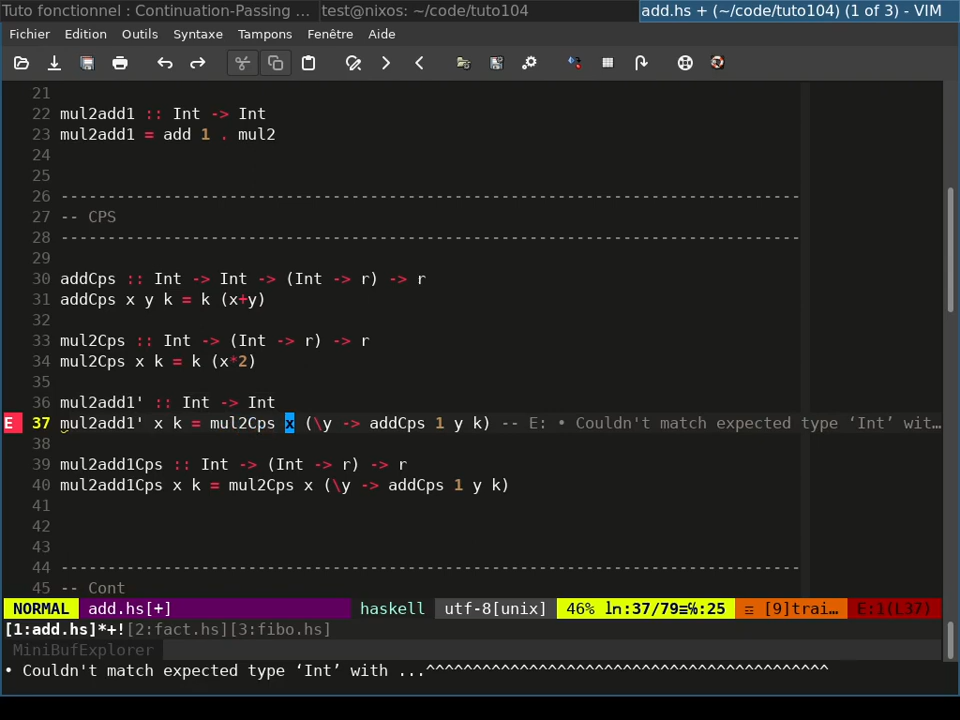 Tuto fonctionnel : Continuation-Passing ... test@nixos: ~/code/tuto104 add.hs + (~/code/tuto104) (1 of 3) - VIM
Fichier Edition Outils Syntaxe Tampons Fenêtre Aide
21
22 mul2add1 :: Int -> Int
23 mul2add1 = add 1 . mul2
24
25
26 -------------------------------------------------------------------------------
27 -- CPS
28 -------------------------------------------------------------------------------
29
30 addCps :: Int -> Int -> (Int -> r) -> r
31 addCps x y k = k (x+y)
32
33 mul2Cps :: Int -> (Int -> r) -> r
34 mul2Cps x k = k (x*2)
35
36 mul2add1' :: Int -> Int
E 37 mul2add1' x k = mul2Cps x (\y -> addCps 1 y k) -- E: • Couldn't match expected type ‘Int’ wit…
38
39 mul2add1Cps :: Int -> (Int -> r) -> r
40 mul2add1Cps x k = mul2Cps x (\y -> addCps 1 y k)
41
42
43
44 -------------------------------------------------------------------------------
45 -- Cont
NORMAL add.hs[+] haskell utf-8[unix] 46% ln:37/79≡℅:25 ☲ [9]trai… E:1(L37)
[1:add.hs]*+![2:fact.hs][3:fibo.hs]
MiniBufExplorer
• Couldn't match expected type ‘Int’ with ...^^^^^^^^^^^^^^^^^^^^^^^^^^^^^^^^^^^^^^^^^^^